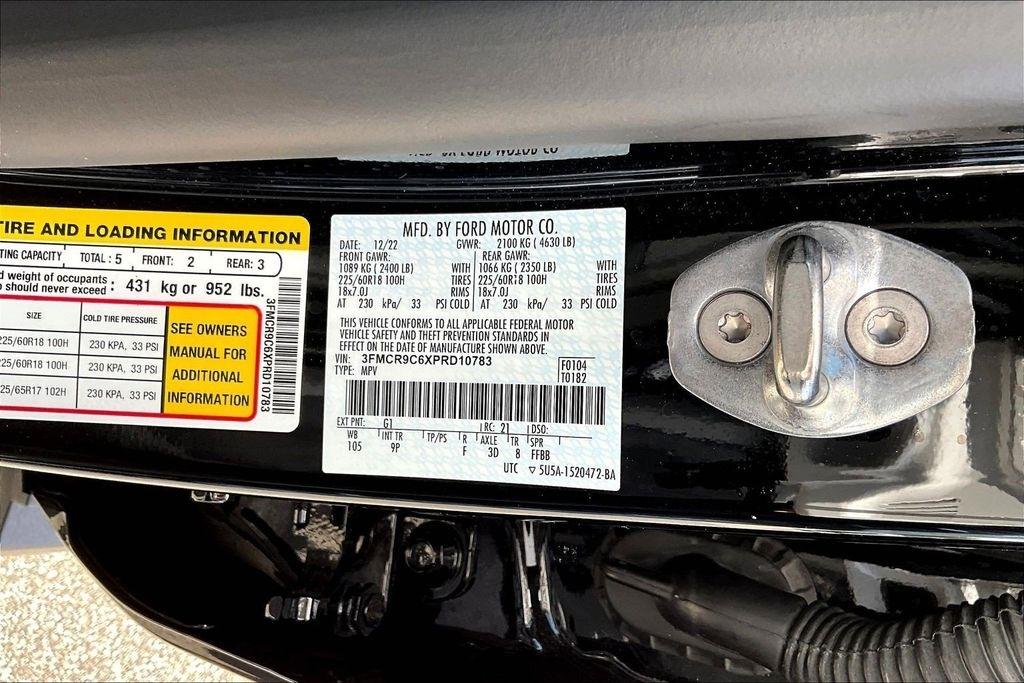 TIRE AND LOADING INFORMATION
TING CAPACITY TOTAL : 5 FRONT: 2 REAR: 3
d weight of occupants
should never exceed : 431 kg or 952 lbs.
SIZE COLD TIRE PRESSURE
225/60R18 100H 230 KPA, 33 PSI
225/60R18 100H 230 KPA, 33 PSI
25/65R17 102H 230 KPA, 33 PSI
SEE OWNERS
MANUAL FOR
ADDITIONAL
INFORMATION
3FMCR9C6XPRD10783
MFD. BY FORD MOTOR CO.
DATE: 12/22 GVWR: 2100 KG ( 4630 LB)
FRONT GAWR: REAR GAWR:
1089 KG ( 2400 LB) WITH 1066 KG ( 2350 LB) WITH
225/60R18 100H TIRES 225/60R18 100H TIRES
18x7.0J RIMS 18x7.0J RIMS
AT 230 kPa/ 33 PSI COLD AT 230 kPa/ 33 PSI COLD
THIS VEHICLE CONFORMS TO ALL APPLICABLE FEDERAL MOTOR
VEHICLE SAFETY AND THEFT PREVENTION STANDARDS IN
EFFECT ON THE DATE OF MANUFACTURE SHOWN ABOVE.
VIN: 3FMCR9C6XPRD10783 F0104
TYPE: MPV T0182
EXT PNT: G1 RC: 21 DSO:
WB INT TR TP/PS R AXLE TR SPR
105 9P F 3D 8 FFBB
UTC ▽ 5U5A-1520472-BA